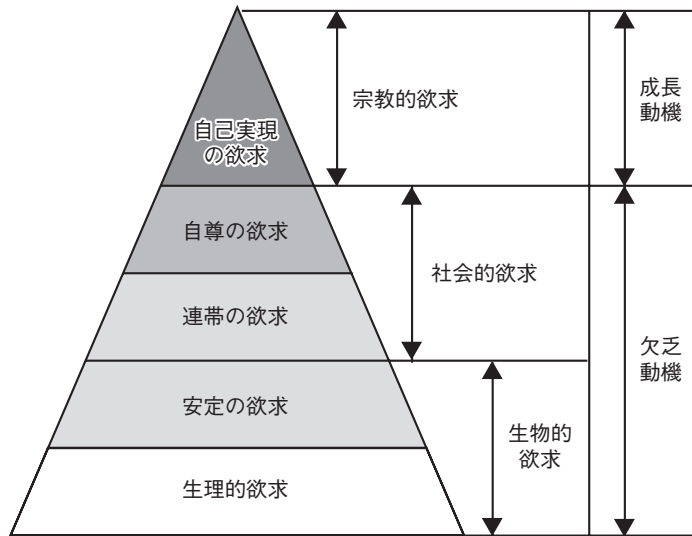 自己実現
の欲求
自尊の欲求
連帯の欲求
安定の欲求
生理的欲求
宗教的欲求
社会的欲求
生物的
欲求
成長
動機
欠乏
動機